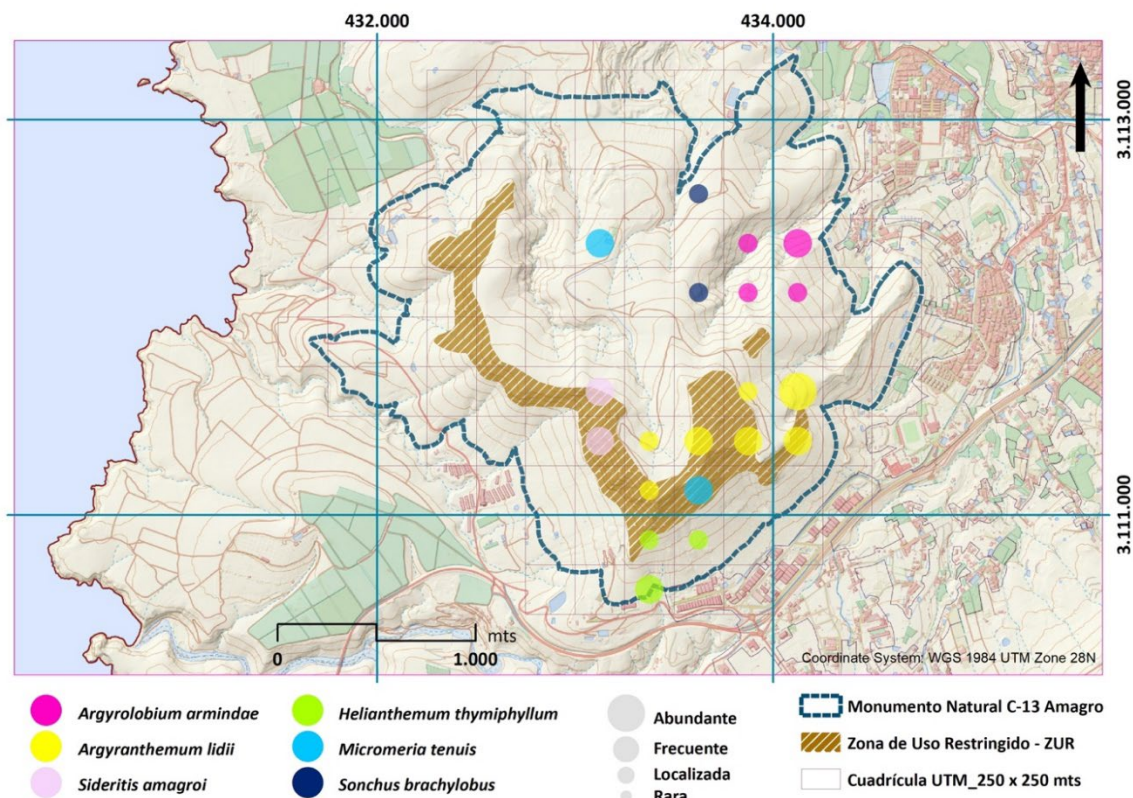 432.000
434.000
3.113.000
3.111.000
mts
0
1.000
Coordinate System: WGS 1984 UTM Zone 28N
Argyrolobium armindae
Argyranthemum lidii
Sideritis amagroi
Helianthemum thymiphyllum
Micromeria tenuis
Sonchus brachylobus
Abundante
Frecuente
Localizada
Rara
Monumento Natural C-13 Amagro
Zona de Uso Restringido - ZUR
Cuadrícula UTM_250 x 250 mts